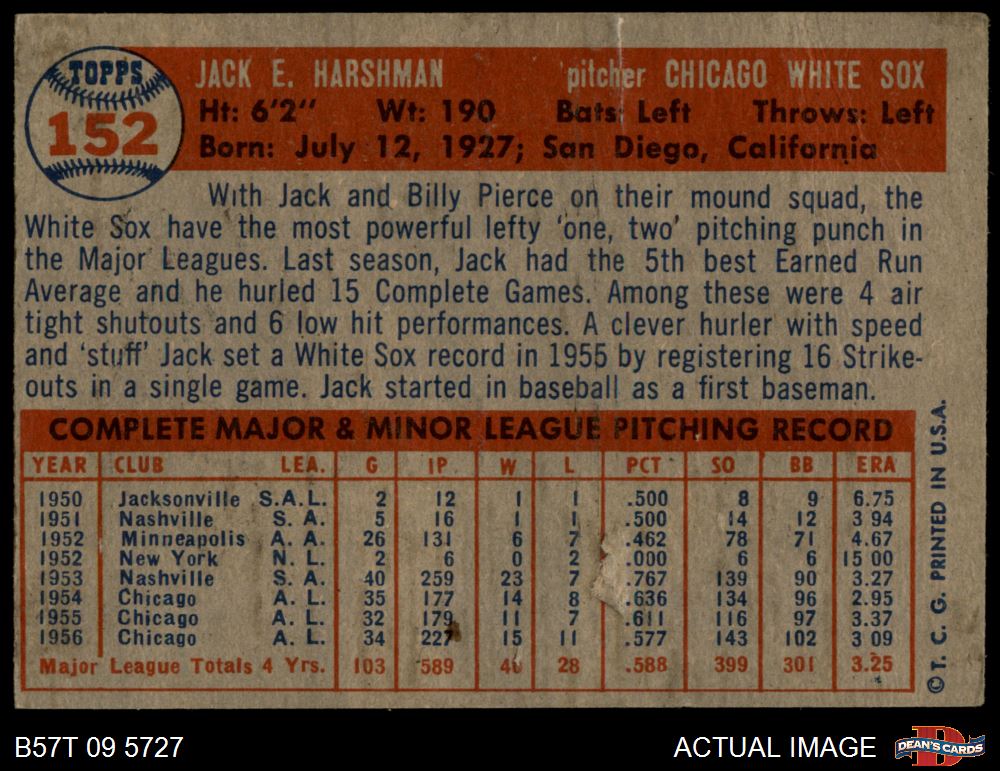 TOPPS
152
JACK E. HARSHMAN pitcher CHICAGO WHITE SOX
Ht: 6'2" Wt: 190 Bats: Left Throws: Left
Born: July 12, 1927; San Diego, California
With Jack and Billy Pierce on their mound squad, the
White Sox have the most powerful lefty 'one, two' pitching punch in
the Major Leagues. Last season, Jack had the 5th best Earned Run
Average and he hurled 15 Complete Games. Among these were 4 air
tight shutouts and 6 low hit performances. A clever hurler with speed
and 'stuff' Jack set a White Sox record in 1955 by registering 16 Strike-
outs in a single game. Jack started in baseball as a first baseman.
COMPLETE MAJOR & MINOR LEAGUE PITCHING RECORD
YEAR CLUB LEA. G IP W L PCT SO BB ERA
1950 Jacksonville S.A.L. 2 12 1 1 .500 8 9 6.75
1951 Nashville S. A. 5 16 1 1 .500 14 12 3 94
1952 Minneapolis A. A. 26 131 6 7 .462 78 71 4.67
1952 New York N. L. 2 6 0 2 .000 6 6 15 00
1953 Nashville S. A. 40 259 23 7 .767 139 90 3.27
1954 Chicago A. L. 35 177 14 8 .636 134 96 2.95
1955 Chicago A. L. 32 179 11 7 .611 116 97 3.37
1956 Chicago A. L. 34 227 15 11 .577 143 102 3 09
Major League Totals 4 Yrs. 103 589 40 28 .588 399 301 3.25
© T. C. G. PRINTED IN U.S.A.
B57T 09 5727
ACTUAL IMAGE
DEAN'S CARDS